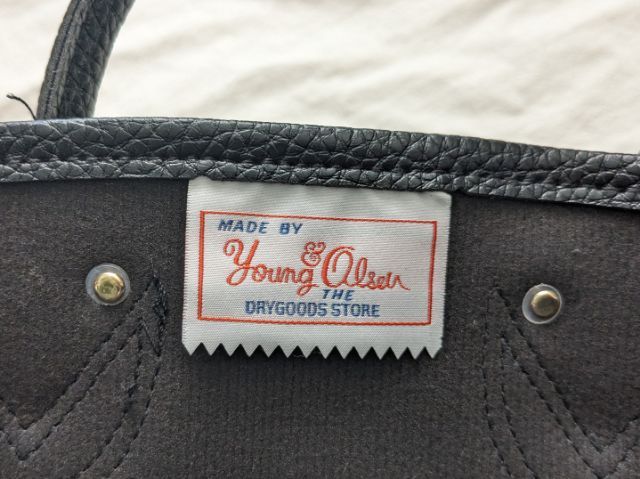 MADE BY
Young & Olsen
THE
DRYGOODS STORE